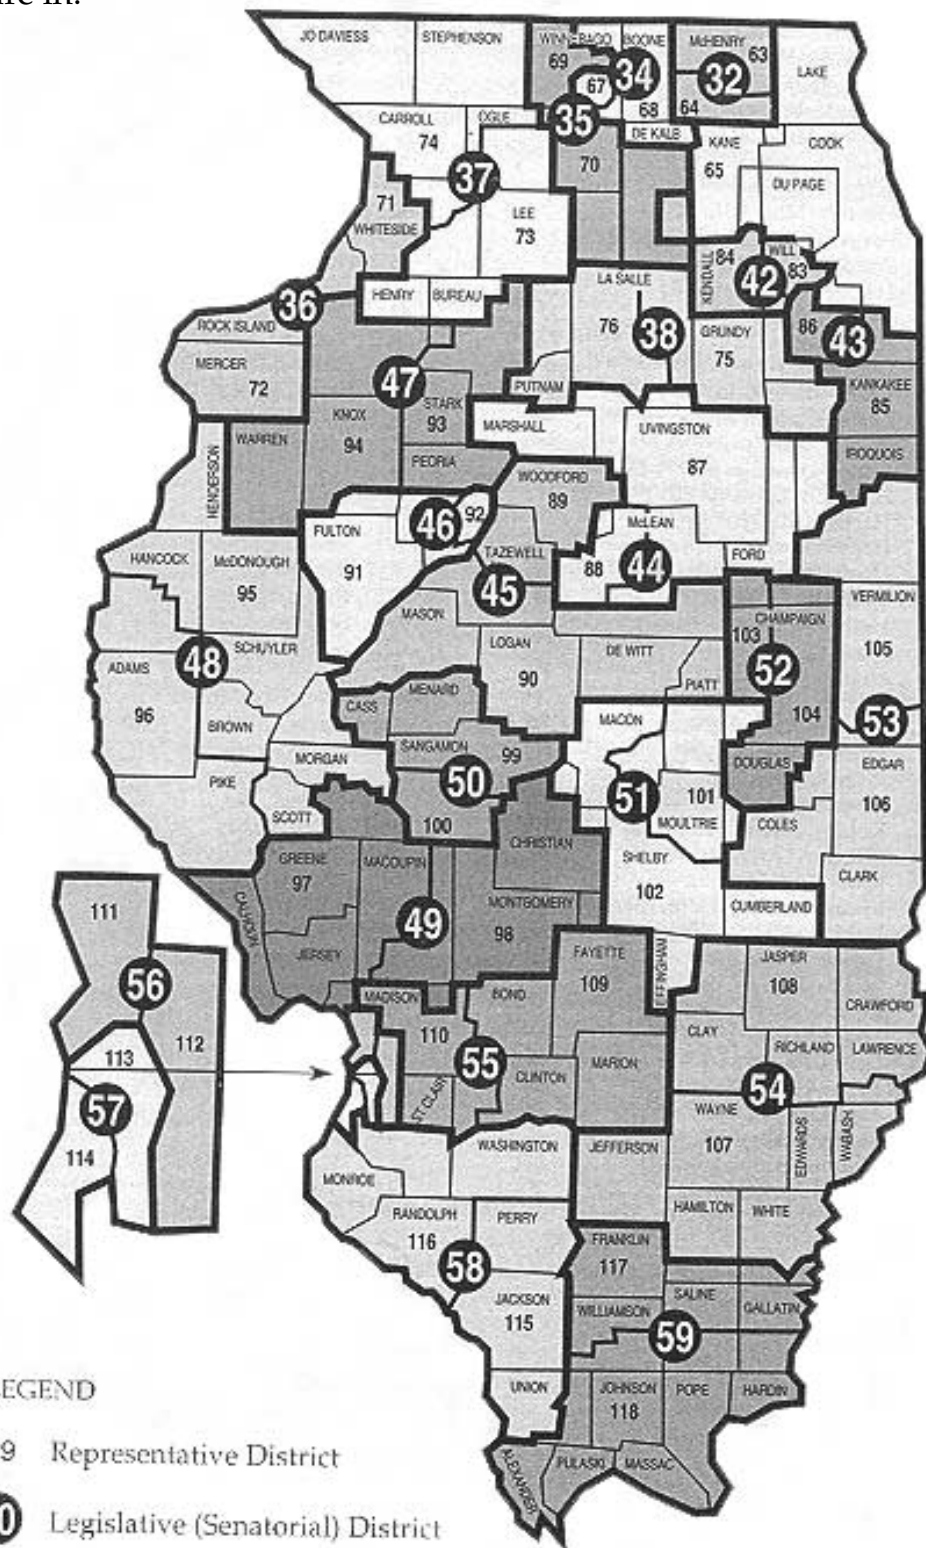 JO DAVIESS
STEPHENSON
WINNEBAGO
BOONE
McHENRY
63
69
34
32
LAKE
67
64
68
CARROLL
OGLE
35
DE KALB
KANE
COOK
74
70
65
37
DU PAGE
71
LEE
WHITESIDE
73
84
WILL
KENDALL
42
83
LA SALLE
HENRY
BUREAU
36
ROCK ISLAND
76
38
GRUNDY
86
43
MERCER
75
72
47
PUTNAM
KANKAKEE
STARK
85
KNOX
93
MARSHALL
LIVINGSTON
WARREN
94
PEORIA
IROQUOIS
HENDERSON
87
WOODFORD
89
46
92
FULTON
McLEAN
HANCOCK
McDONOUGH
TAZEWELL
FORD
91
88
44
95
45
VERMILION
MASON
CHAMPAIGN
103
SCHUYLER
LOGAN
DE WITT
105
ADAMS
48
90
52
PIATT
MENARD
CASS
96
104
BROWN
MACON
53
SANGAMON
99
MORGAN
DOUGLAS
EDGAR
PIKE
50
51
101
106
SCOTT
100
MOULTRIE
COLES
CHRISTIAN
GREENE
MACOUPIN
SHELBY
97
CLARK
111
102
CALHOUN
MONTGOMERY
CUMBERLAND
49
98
JERSEY
FAYETTE
JASPER
56
EFFINGHAM
109
108
MADISON
BOND
CRAWFORD
110
CLAY
112
RICHLAND
LAWRENCE
113
55
MARION
CLINTON
54
ST CLAIR
57
WAYNE
WASHINGTON
JEFFERSON
107
EDWARDS
WABASH
114
MONROE
HAMILTON
WHITE
RANDOLPH
PERRY
116
FRANKLIN
58
117
SALINE
JACKSON
WILLIAMSON
GALLATIN
115
59
UNION
JOHNSON
POPE
HARDIN
118
ALEXANDER
PULASKI
MASSAC
EGEND
9 Representative District
0 Legislative (Senatorial) District